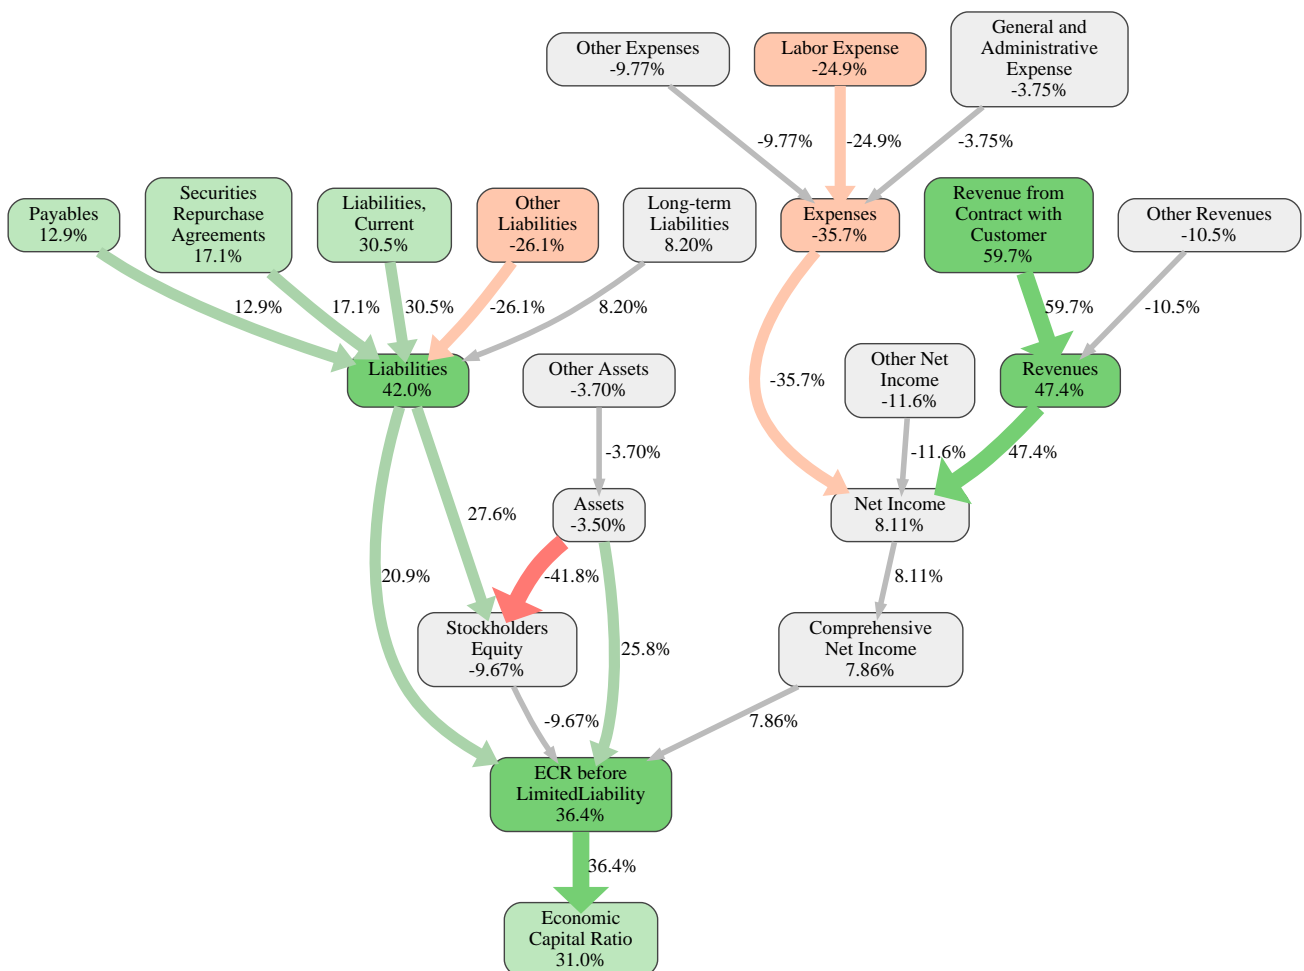 General and
Administrative
Expense
-3.75%
Other Expenses
-9.77%
Labor Expense
-24.9%
-9.77%
-24.9%
-3.75%
Payables
12.9%
Securities
Repurchase
Agreements
17.1%
Liabilities,
Current
30.5%
Other
Liabilities
-26.1%
Long-term
Liabilities
8.20%
Expenses
-35.7%
Revenue from
Contract with
Customer
59.7%
Other Revenues
-10.5%
12.9%
17.1%
30.5%
-26.1%
8.20%
59.7%
-10.5%
Liabilities
42.0%
Other Assets
-3.70%
-35.7%
Other Net
Income
-11.6%
Revenues
47.4%
-3.70%
-11.6%
47.4%
Assets
-3.50%
Net Income
8.11%
27.6%
20.9%
-41.8%
8.11%
Stockholders
Equity
-9.67%
25.8%
Comprehensive
Net Income
7.86%
-9.67%
7.86%
ECR before
LimitedLiability
36.4%
36.4%
Economic
Capital Ratio
31.0%